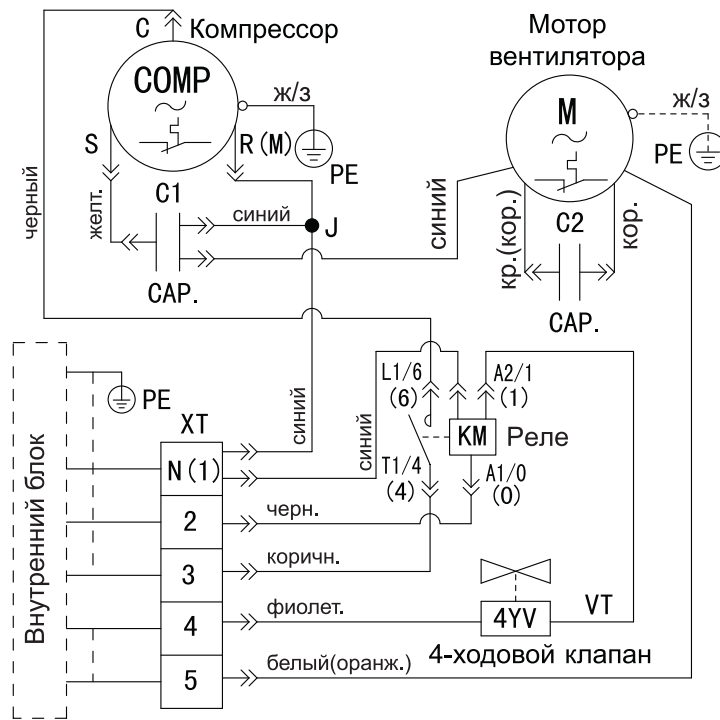 C
Компрессор
Мотор
вентилятора
COMP
ж/з
S
R(M)
PE
M
ж/з
PE
черный
желт.
C1
синий
J
CAP.
синий
кр.(кор.)
C2
кор.
CAP.
PE
XT
синий
синий
L1/6
(6)
A2/1
(1)
KM
Реле
T1/4
(4)
A1/0
(0)
Внутренний блок
N(1)
2
черн.
3
коричн.
4
фиолет.
4YV
VT
4-ходовой клапан
5
белый(оранж.)